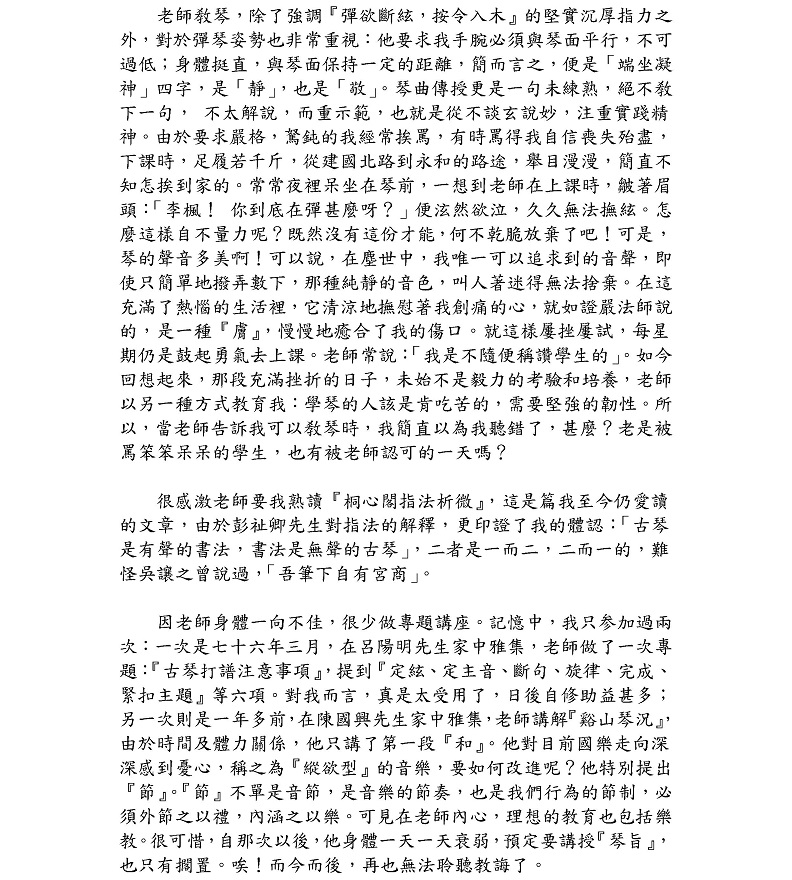 老師教琴，除了強調『彈欲斷絃，按令入木』的堅實沉厚指力之
外，對於彈琴姿勢也非常重視：他要求我手腕必須與琴面平行，不可
過低；身體挺直，與琴面保持一定的距離，簡而言之，便是「端坐凝
神」四字，是「靜」，也是「敬」。琴曲傳授更是一句未練熟，絕不教
下一句， 不太解說，而重示範，也就是從不談玄說妙，注重實踐精
神。由於要求嚴格，駑鈍的我經常挨罵，有時罵得我自信喪失殆盡，
下課時，足履若千斤，從建國北路到永和的路途，舉目漫漫，簡直不
知怎挨到家的。常常夜裡呆坐在琴前，一想到老師在上課時，皺著眉
頭：「李楓！ 你到底在彈甚麼呀？」便泫然欲泣，久久無法撫絃。怎
麼這樣自不量力呢？既然沒有這份才能，何不乾脆放棄了吧！可是，
琴的聲音多美啊！可以說，在塵世中，我唯一可以追求到的音聲，即
使只簡單地撥弄數下，那種純靜的音色，叫人著迷得無法捨棄。在這
充滿了熱惱的生活裡，它清涼地撫慰著我創痛的心，就如證嚴法師說
的，是一種『膚』，慢慢地癒合了我的傷口。就這樣屢挫屢試，每星
期仍是鼓起勇氣去上課。老師常說：「我是不隨便稱讚學生的」。如今
回想起來，那段充滿挫折的日子，未始不是毅力的考驗和培養，老師
以另一種方式教育我：學琴的人該是肯吃苦的，需要堅強的韌性。所
以，當老師告訴我可以教琴時，我簡直以為我聽錯了，甚麼？老是被
罵笨笨呆呆的學生，也有被老師認可的一天嗎？
很感激老師要我熟讀『桐心閣指法析微』，這是篇我至今仍愛讀
的文章，由於彭祉卿先生對指法的解釋，更印證了我的體認：「古琴
是有聲的書法，書法是無聲的古琴」，二者是一而二，二而一的，難
怪吳讓之曾說過，「吾筆下自有宮商」。
因老師身體一向不佳，很少做專題講座。記憶中，我只參加過兩
次：一次是七十六年三月，在呂陽明先生家中雅集，老師做了一次專
題：『古琴打譜注意事項』，提到『定絃、定主音、斷句、旋律、完成、
緊扣主題』等六項。對我而言，真是太受用了，日後自修助益甚多；
另一次則是一年多前，在陳國興先生家中雅集，老師講解『谿山琴況』，
由於時間及體力關係，他只講了第一段『和』。他對目前國樂走向深
深感到憂心，稱之為『縱欲型』的音樂，要如何改進呢？他特別提出
『節』。『節』不單是音節，是音樂的節奏，也是我們行為的節制，必
須外節之以禮，內涵之以樂。可見在老師內心，理想的教育也包括樂
教。很可惜，自那次以後，他身體一天一天衰弱，預定要講授『琴旨』，
也只有擱置。唉！而今而後，再也無法聆聽教誨了。